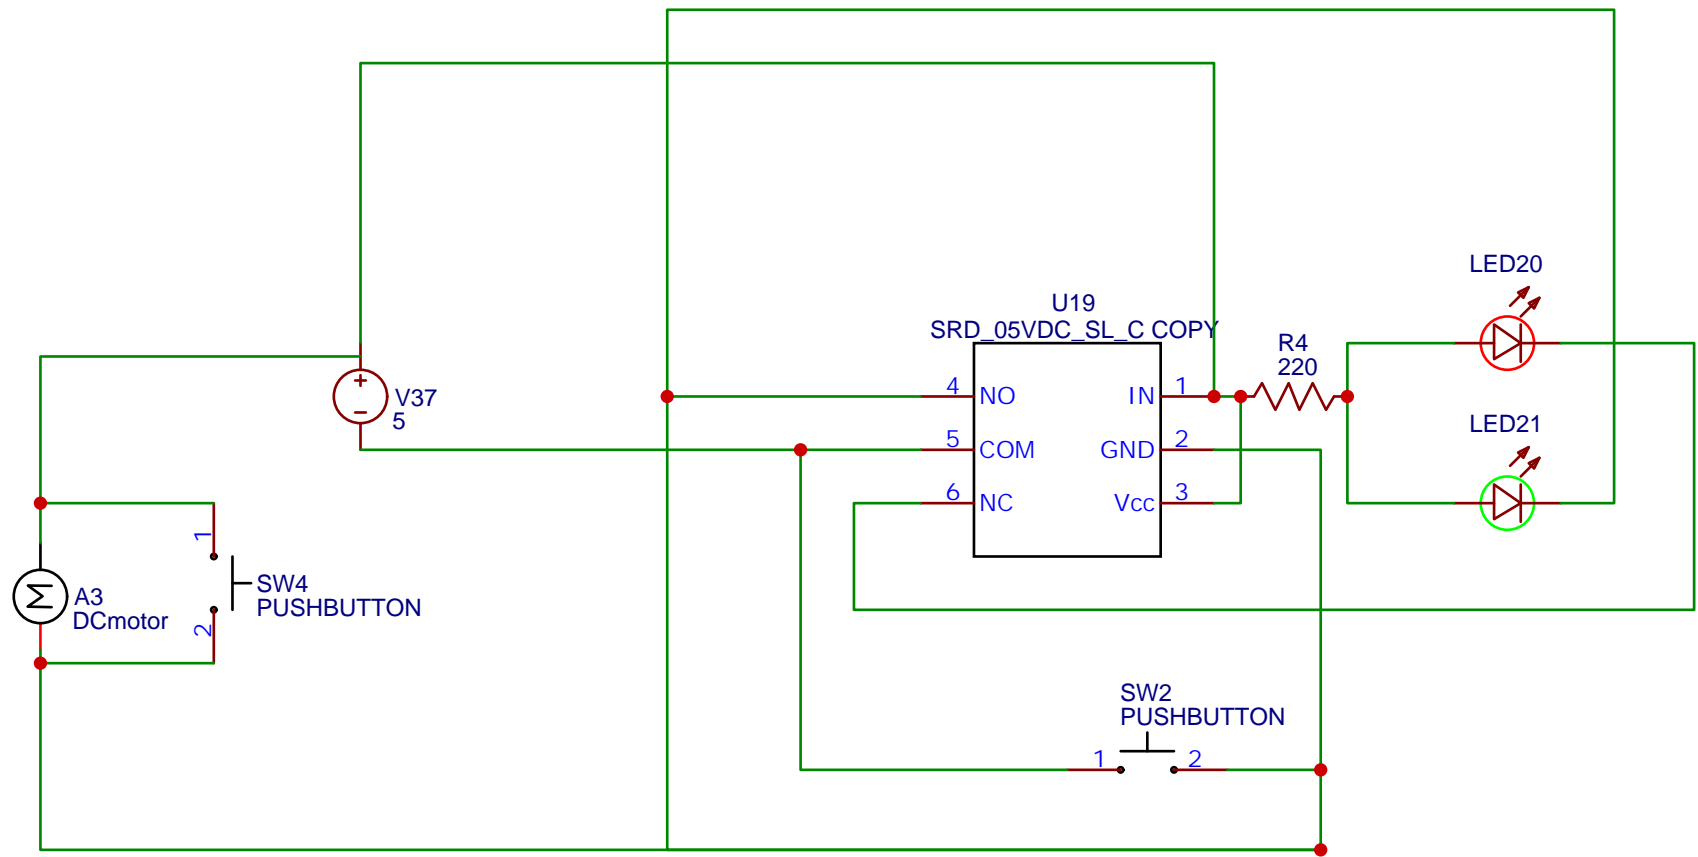 LED20
U19
SRD_05VDC_SL_C COPY
R4
220
V37
5
4
NO
IN
1
LED21
5
COM
GND
2
6
NC
Vcc
3
1
SW4
PUSHBUTTON
A3
DCmotor
2
SW2
PUSHBUTTON
1
2